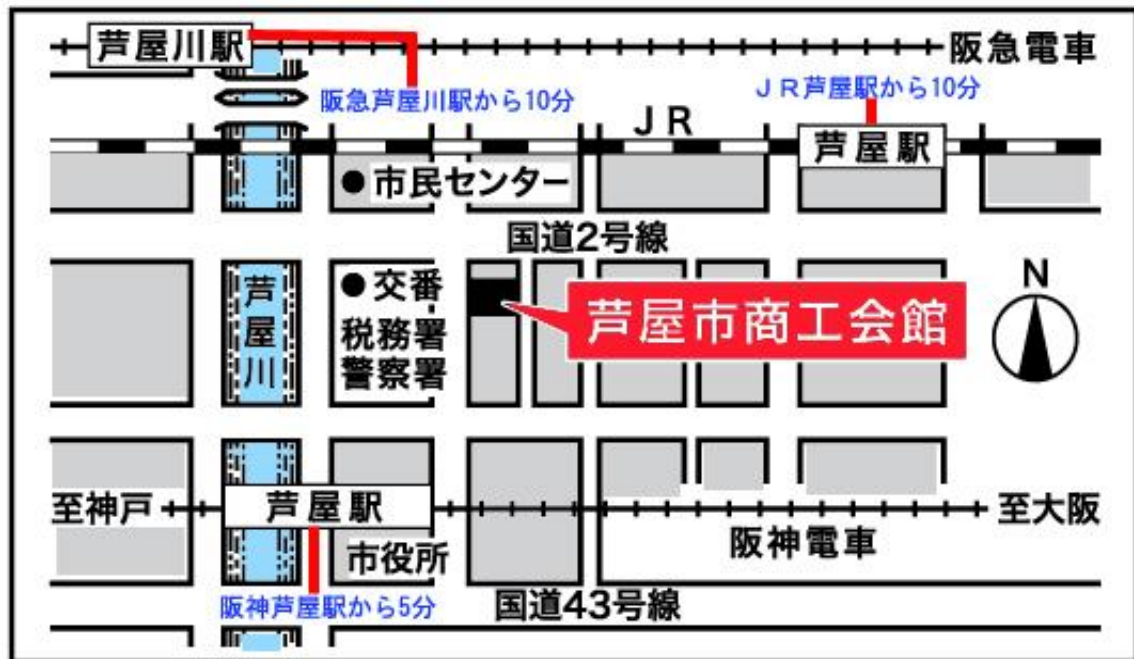 芦屋川駅
阪急電車
阪急芦屋川駅から10分
ＪＲ芦屋駅から10分
ＪＲ
芦屋駅
●市民センター
国道2号線
芦屋川
●交番
税務署
警察署
芦屋市商工会館
N
至神戸
芦屋駅
至大阪
阪神電車
市役所
阪神芦屋駅から5分
国道43号線